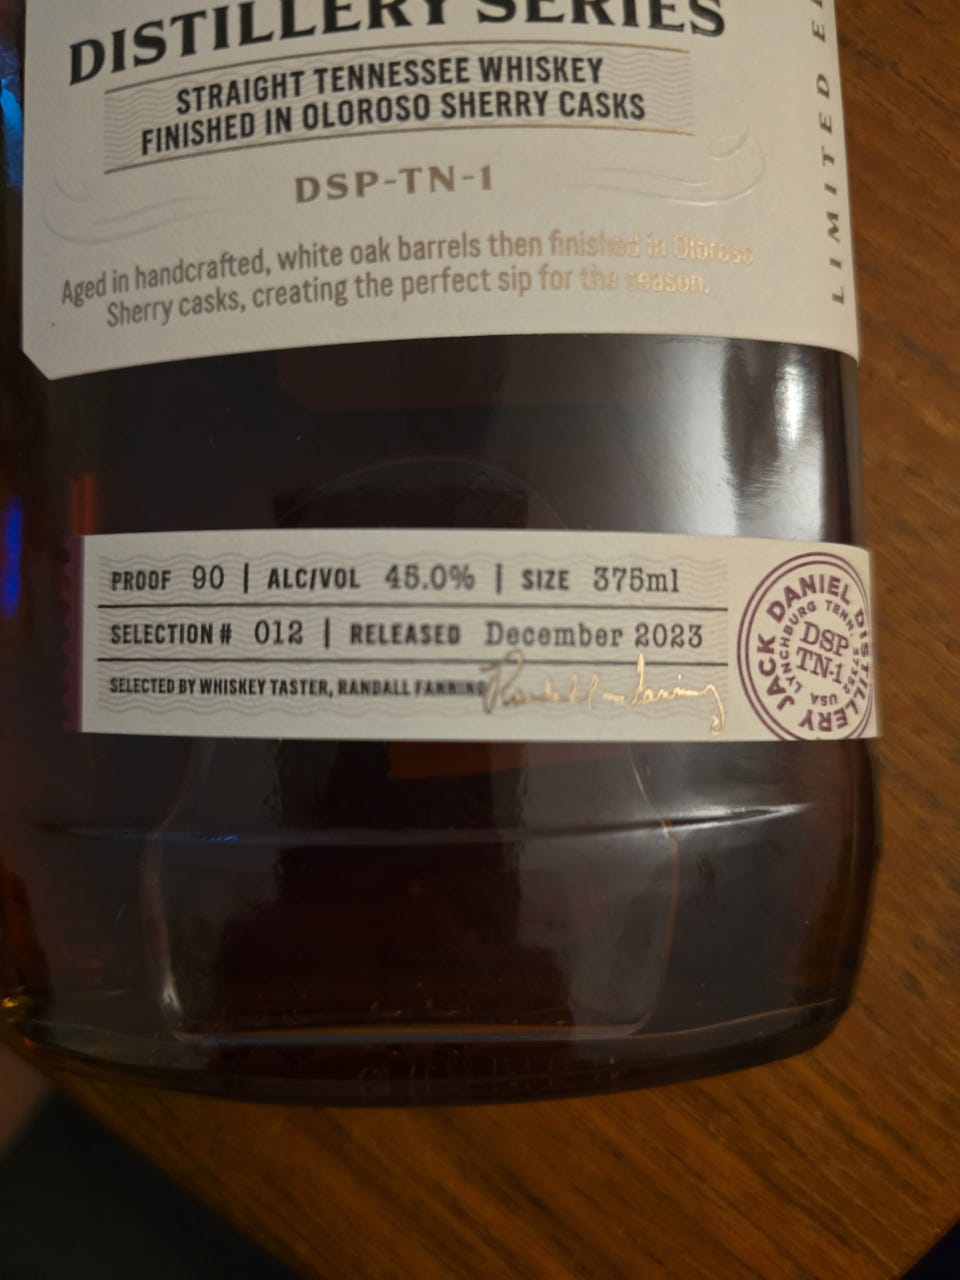 DISTILLERY SERIES
STRAIGHT TENNESSEE WHISKEY
FINISHED IN OLOROSO SHERRY CASKS
DSP-TN-1
Aged in handcrafted, white oak barrels then finished in Oloroso
Sherry casks, creating the perfect sip for the season.
LIMITED
PROOF 90 | ALC/VOL 45.0% | SIZE 375ml
SELECTION # 012 | RELEASED December 2023
SELECTED BY WHISKEY TASTER, RANDALL FANNING
Randall Fanning
JACK DANIEL DISTILLERY
LYNCHBURG TENN. 37352 USA
DSP
TN-1